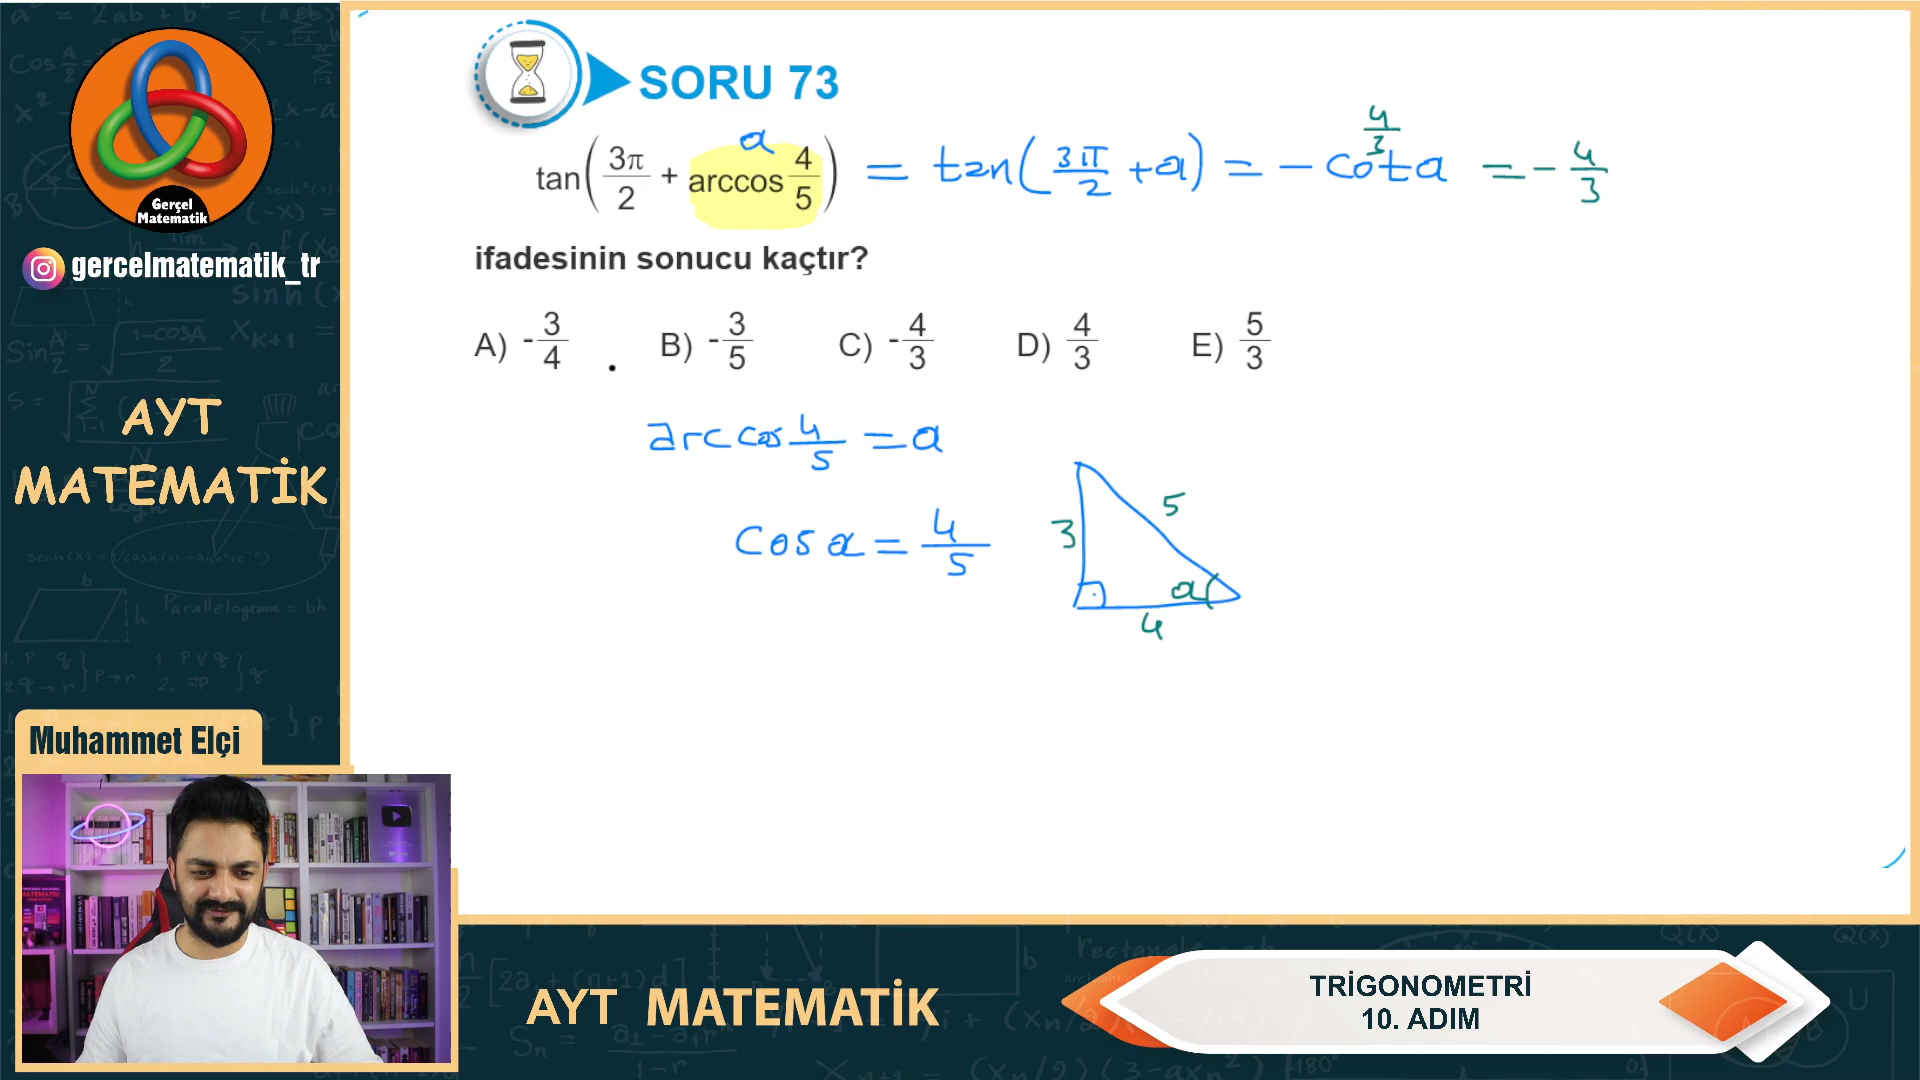 SORU 73
tan(3π/2 + arccos 4/5) = tan(3π/2 + a) = - cot a = - 4/3
a
4/3
ifadesinin sonucu kaçtır?
A) -3/4 . B) -3/5 C) -4/3 D) 4/3 E) 5/3
arccos 4/5 = a
cos a = 4/5
3
5
a
4
Gerçel
Matematik
gercelmatematik_tr
AYT
MATEMATİK
Muhammet Elçi
AYT MATEMATİK
TRİGONOMETRİ
10. ADIM